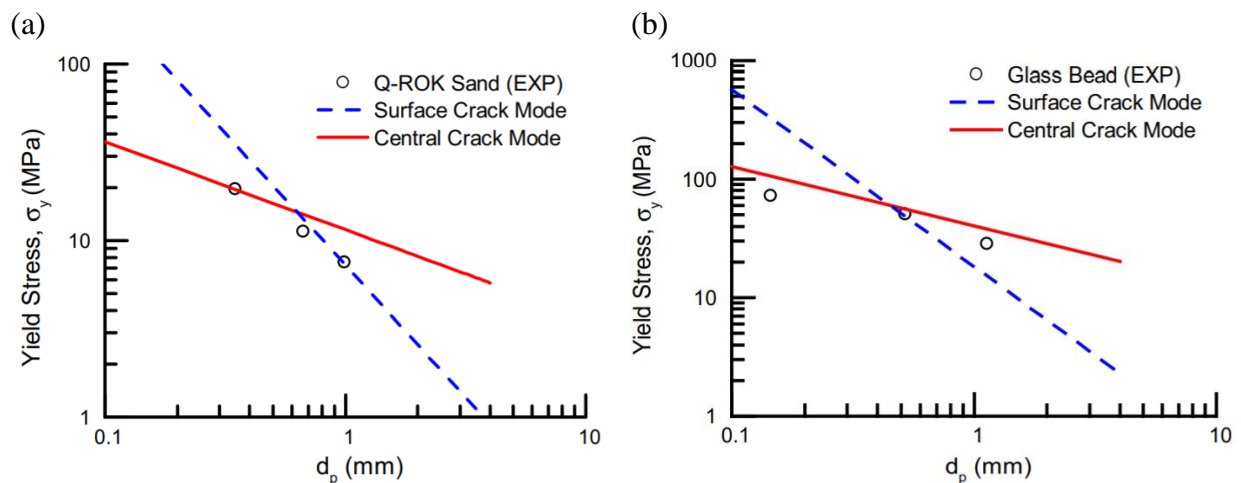 (a)
100
10
1
Yield Stress, σy (MPa)
Q-ROK Sand (EXP)
Surface Crack Mode
Central Crack Mode
0.1
1
10
dp (mm)
(b)
1000
100
10
1
Yield Stress, σy (MPa)
Glass Bead (EXP)
Surface Crack Mode
Central Crack Mode
0.1
1
10
dp (mm)